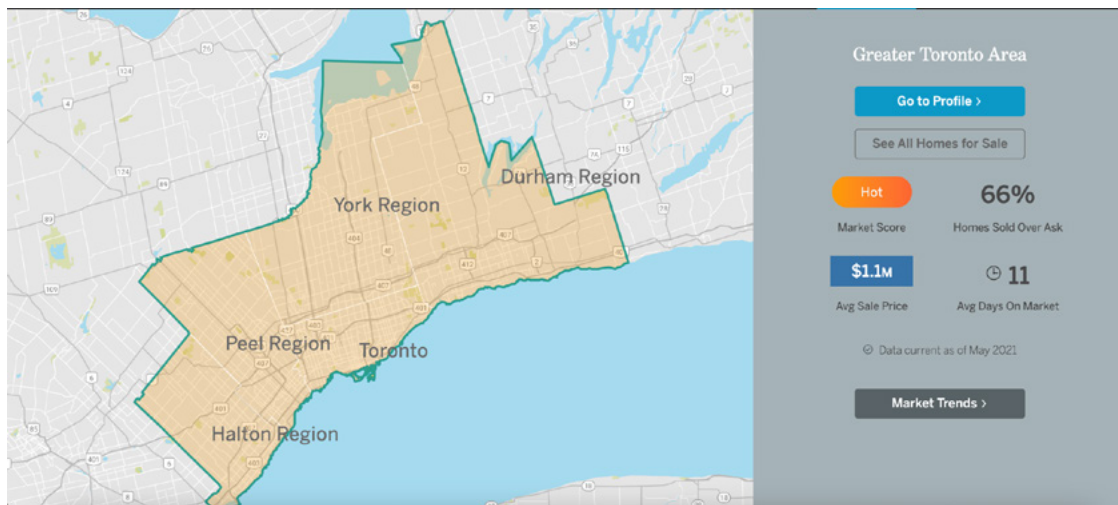 Durham Region
York Region
Peel Region
Toronto
Halton Region
Greater Toronto Area
Go to Profile >
See All Homes for Sale
Hot
66%
Market Score
Homes Sold Over Ask
$1.1M
11
Avg Sale Price
Avg Days On Market
Data current as of May 2021
Market Trends >